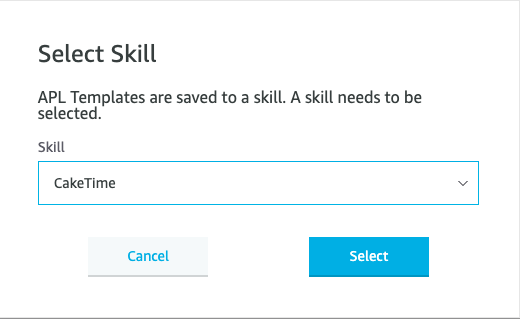 Select Skill
APL Templates are saved to a skill. A skill needs to be
selected.
Skill
CakeTime
Cancel Select